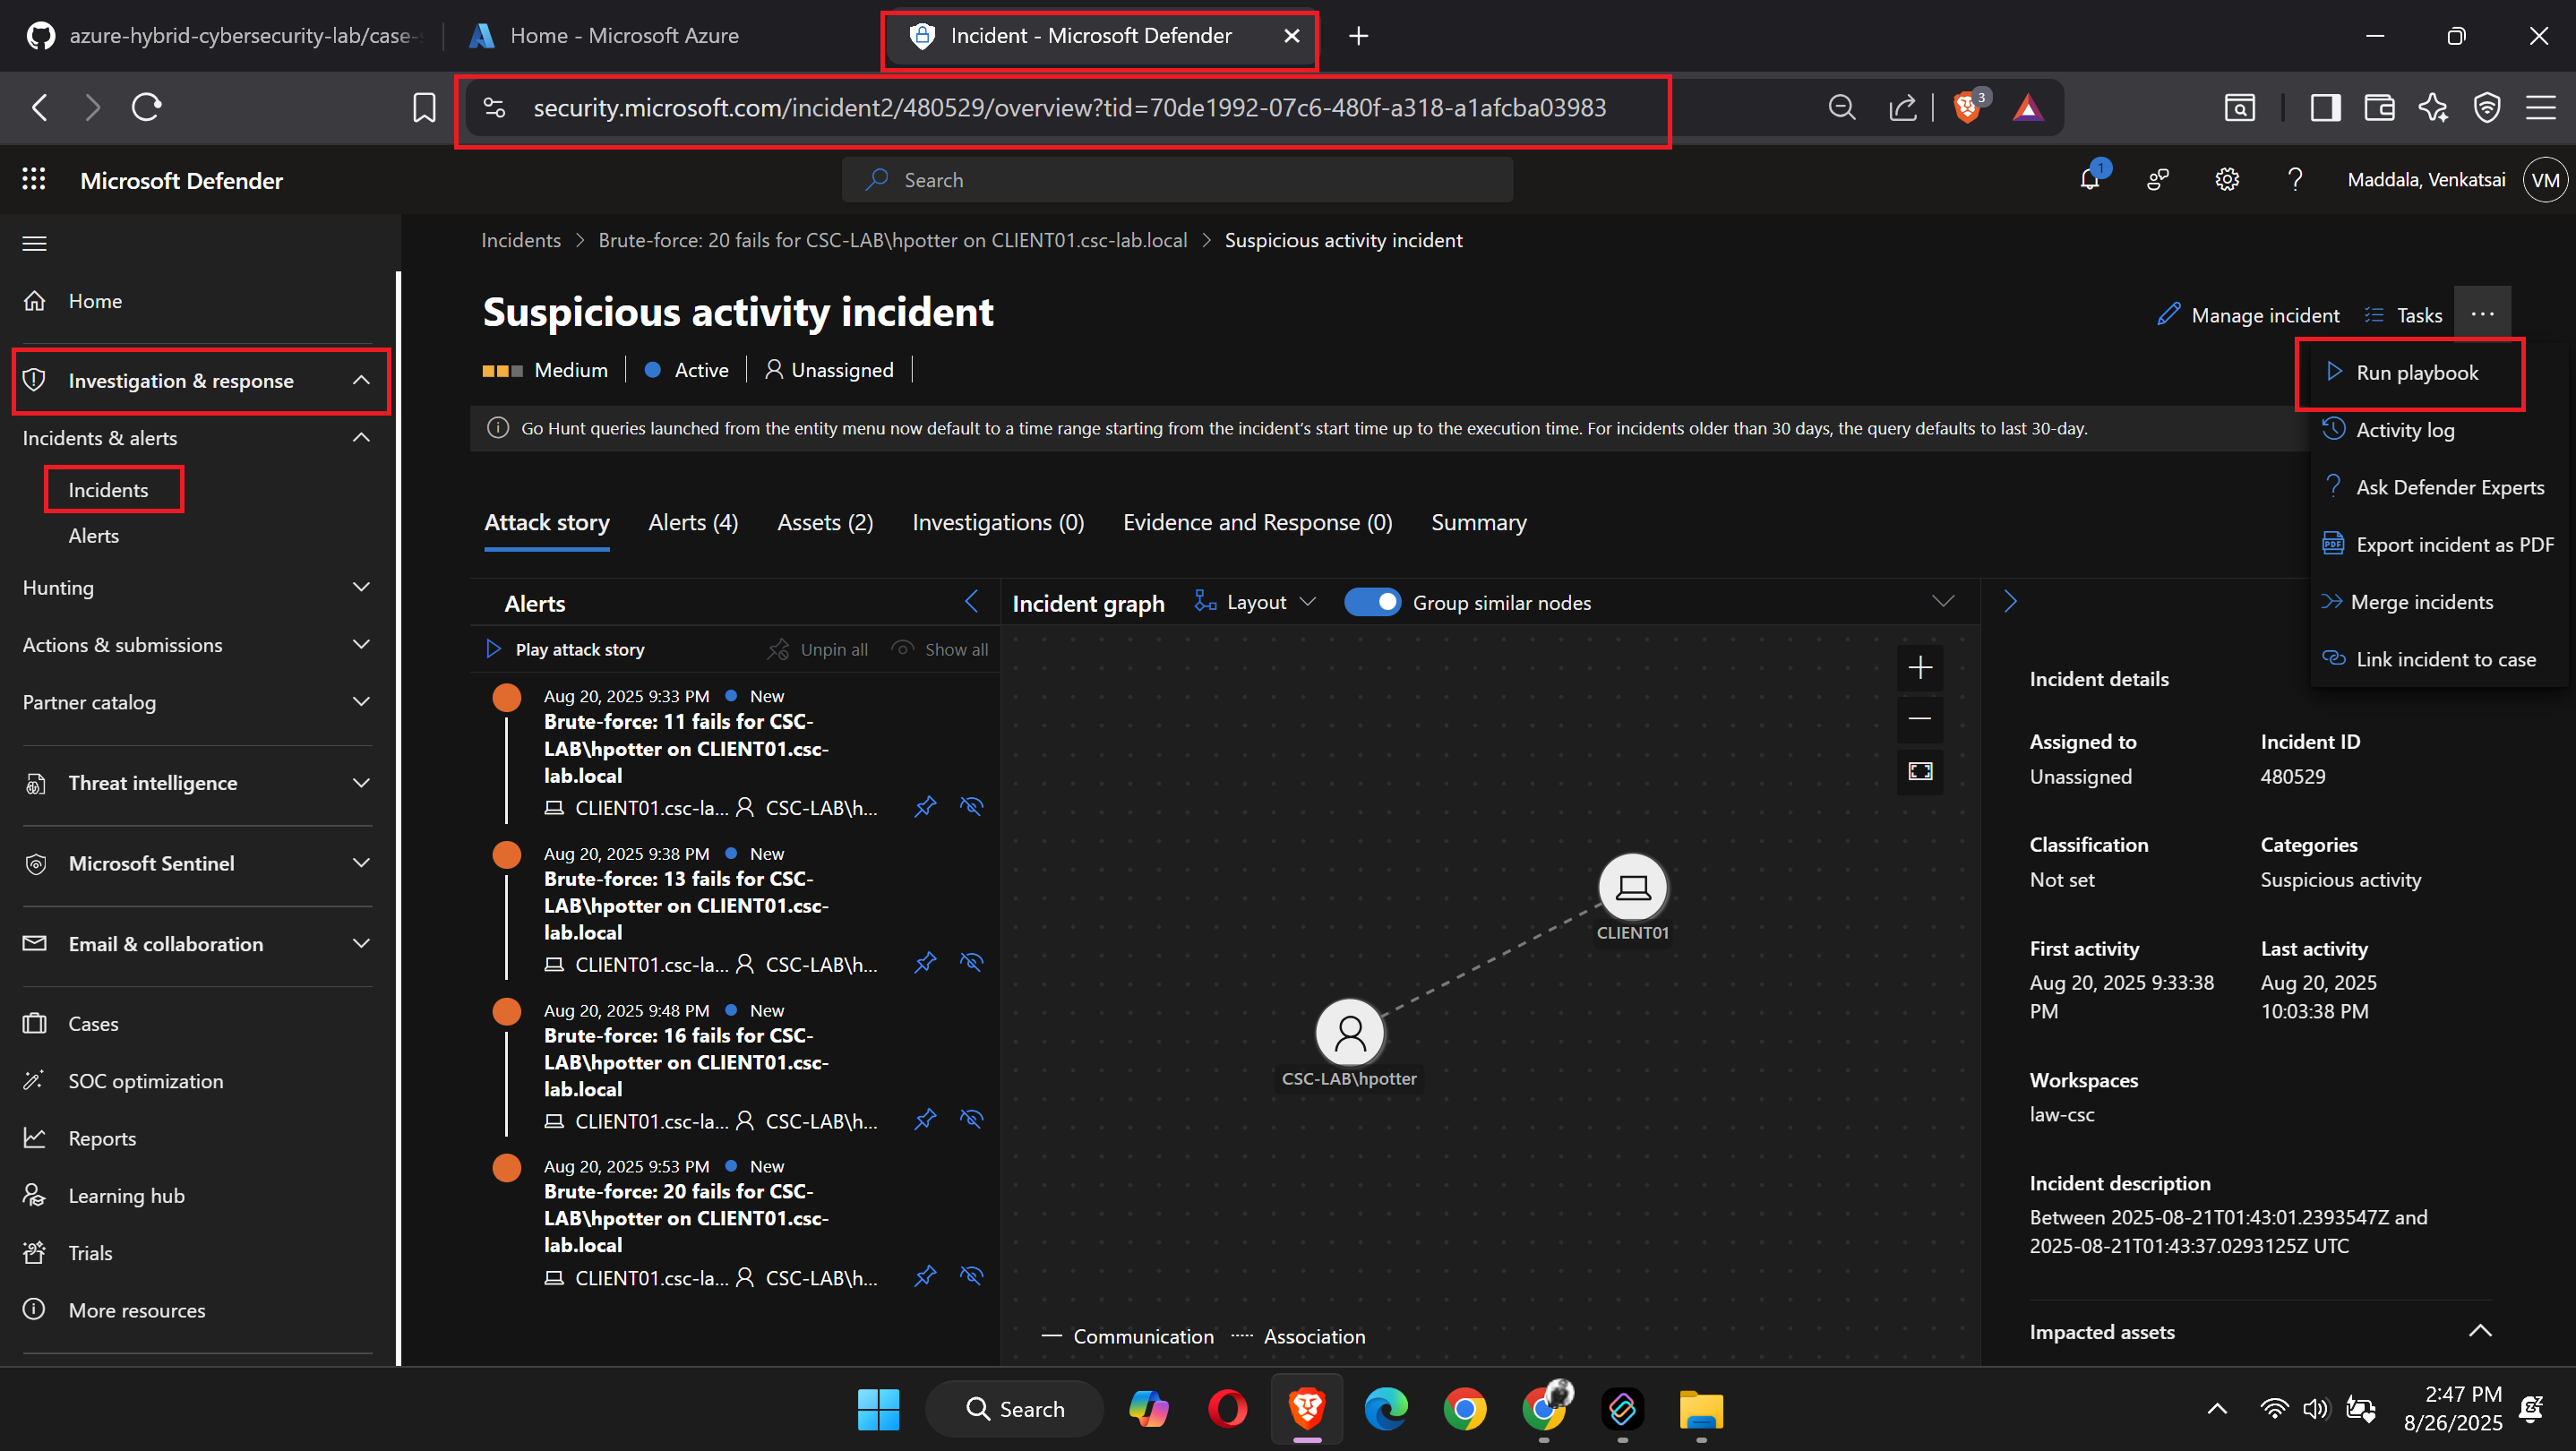 azure-hybrid-cybersecurity-lab/case-
Home - Microsoft Azure
Incident - Microsoft Defender
security.microsoft.com/incident2/480529/overview?tid=70de1992-07c6-480f-a318-a1afcba03983
3
Microsoft Defender
Search
1
Maddala, Venkatsai
VM
Incidents > Brute-force: 20 fails for CSC-LAB\hpotter on CLIENT01.csc-lab.local > Suspicious activity incident
Home
Investigation & response
Incidents & alerts
Incidents
Alerts
Hunting
Actions & submissions
Partner catalog
Threat intelligence
Microsoft Sentinel
Email & collaboration
Cases
SOC optimization
Reports
Learning hub
Trials
More resources
Suspicious activity incident
Manage incident
Tasks
Medium
Active
Unassigned
Run playbook
Activity log
Ask Defender Experts
Export incident as PDF
Merge incidents
Link incident to case
Go Hunt queries launched from the entity menu now default to a time range starting from the incident's start time up to the execution time. For incidents older than 30 days, the query defaults to last 30-day.
Attack story
Alerts (4)
Assets (2)
Investigations (0)
Evidence and Response (0)
Summary
Alerts
Play attack story
Unpin all
Show all
Aug 20, 2025 9:33 PM New
Brute-force: 11 fails for CSC-
LAB\hpotter on CLIENT01.csc-
lab.local
CLIENT01.csc-la... CSC-LAB\h...
Aug 20, 2025 9:38 PM New
Brute-force: 13 fails for CSC-
LAB\hpotter on CLIENT01.csc-
lab.local
CLIENT01.csc-la... CSC-LAB\h...
Aug 20, 2025 9:48 PM New
Brute-force: 16 fails for CSC-
LAB\hpotter on CLIENT01.csc-
lab.local
CLIENT01.csc-la... CSC-LAB\h...
Aug 20, 2025 9:53 PM New
Brute-force: 20 fails for CSC-
LAB\hpotter on CLIENT01.csc-
lab.local
CLIENT01.csc-la... CSC-LAB\h...
Incident graph
Layout
Group similar nodes
CLIENT01
CSC-LAB\hpotter
Communication
Association
Incident details
Assigned to
Unassigned
Incident ID
480529
Classification
Not set
Categories
Suspicious activity
First activity
Aug 20, 2025 9:33:38
PM
Last activity
Aug 20, 2025
10:03:38 PM
Workspaces
law-csc
Incident description
Between 2025-08-21T01:43:01.2393547Z and
2025-08-21T01:43:37.0293125Z UTC
Impacted assets
Search
2:47 PM
8/26/2025